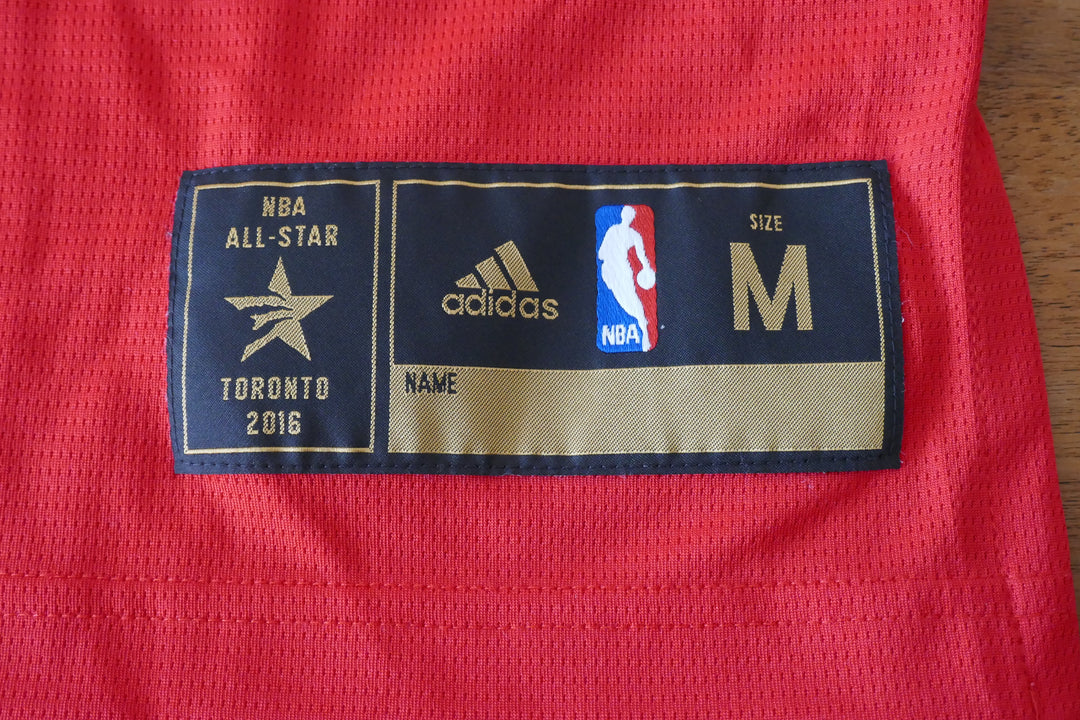 NBA
ALL-STAR
TORONTO
2016
adidas
NBA
SIZE
M
NAME